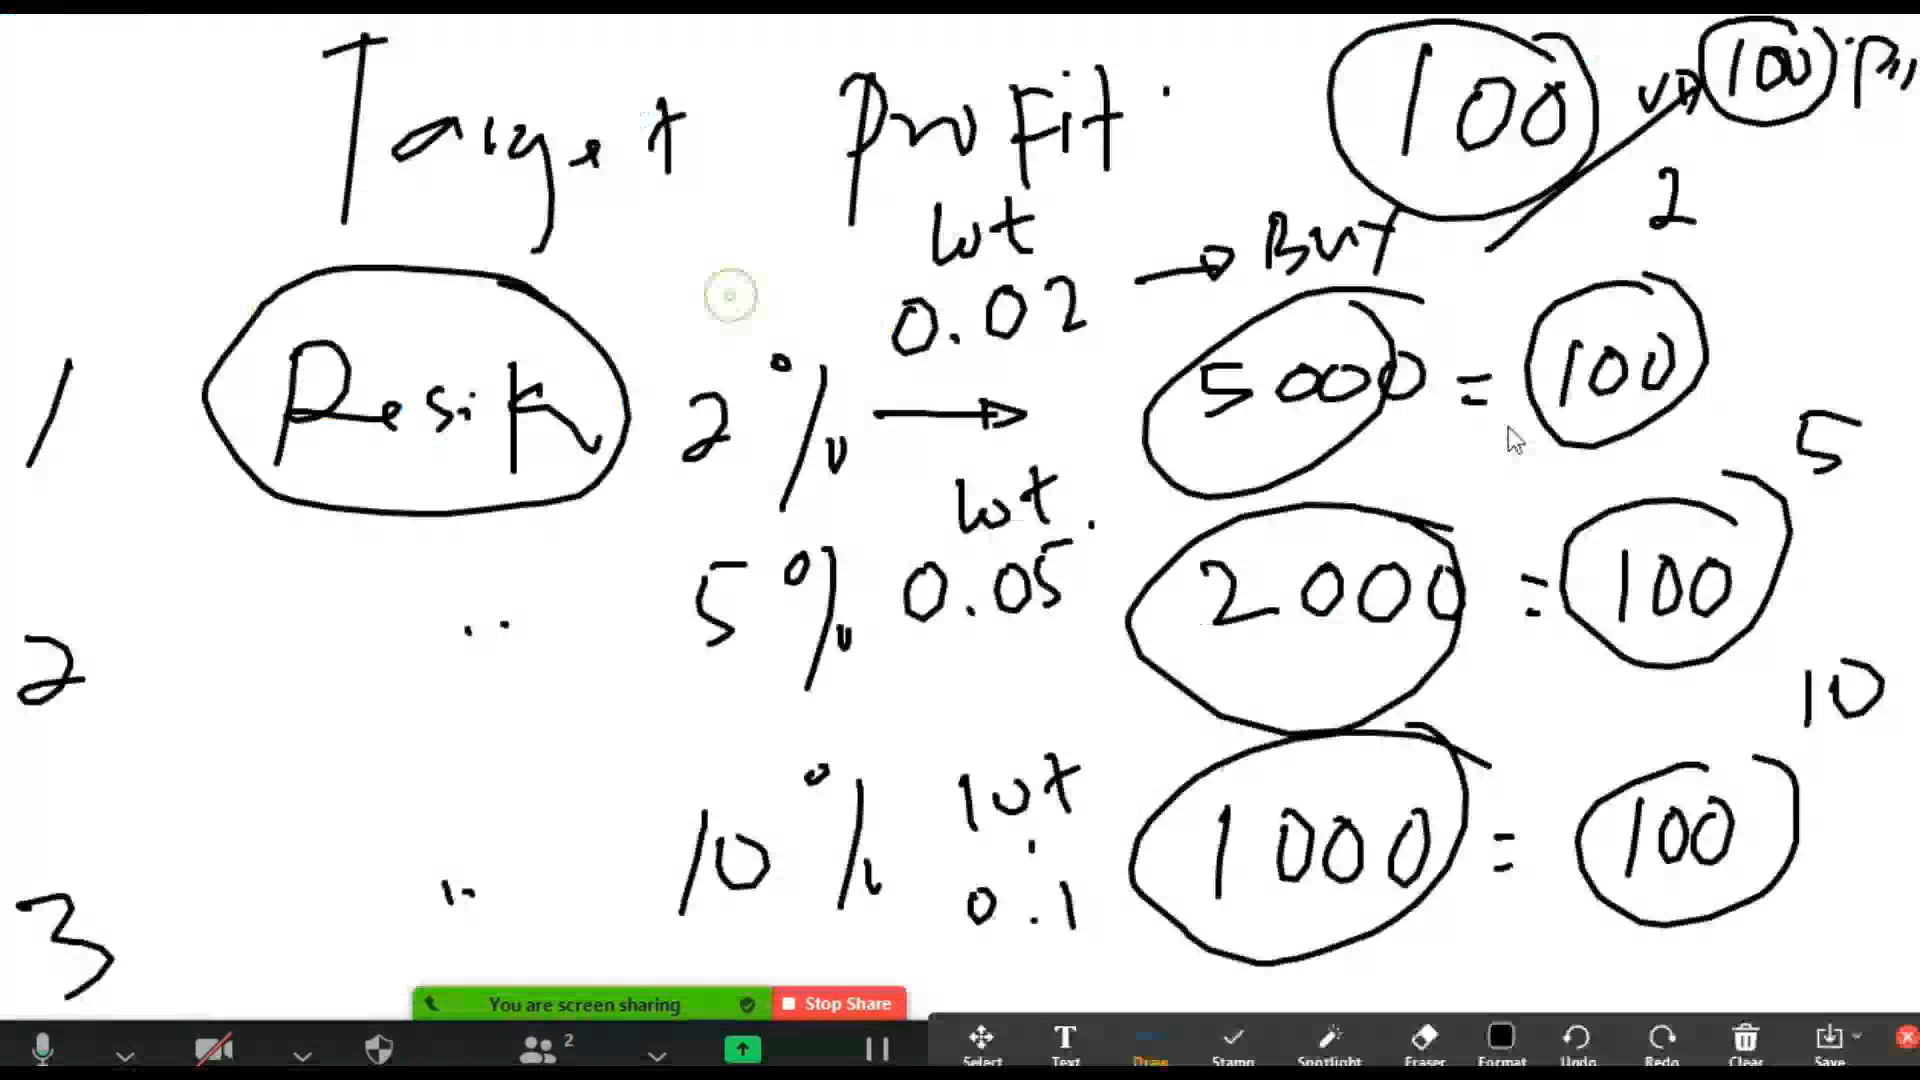 Target Profit. 100 100 Pi
lot 2
0.02 → Buy
1 Resik 2% → 5000 = 100
5
lot.
2 .. 5% 0.05 2000 = 100
10
lot
3 .. 10% 0.1 1000 = 100
You are screen sharing Stop Share
2
Select Text Draw Stamp Spotlight Eraser Format Undo Redo Clear Save